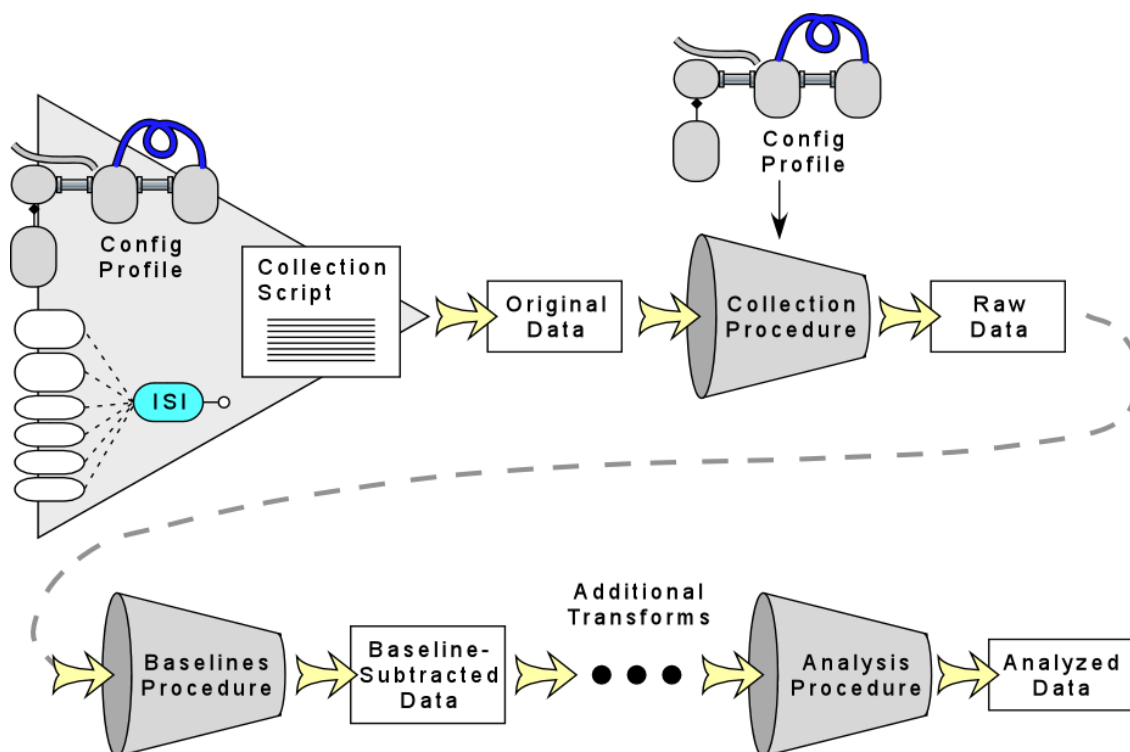 Config
Profile
Config
Profile
Collection
Script
Original
Data
Collection
Procedure
Raw
Data
ISI
Baselines
Procedure
Baseline-
Subtracted
Data
Additional
Transforms
Analysis
Procedure
Analyzed
Data